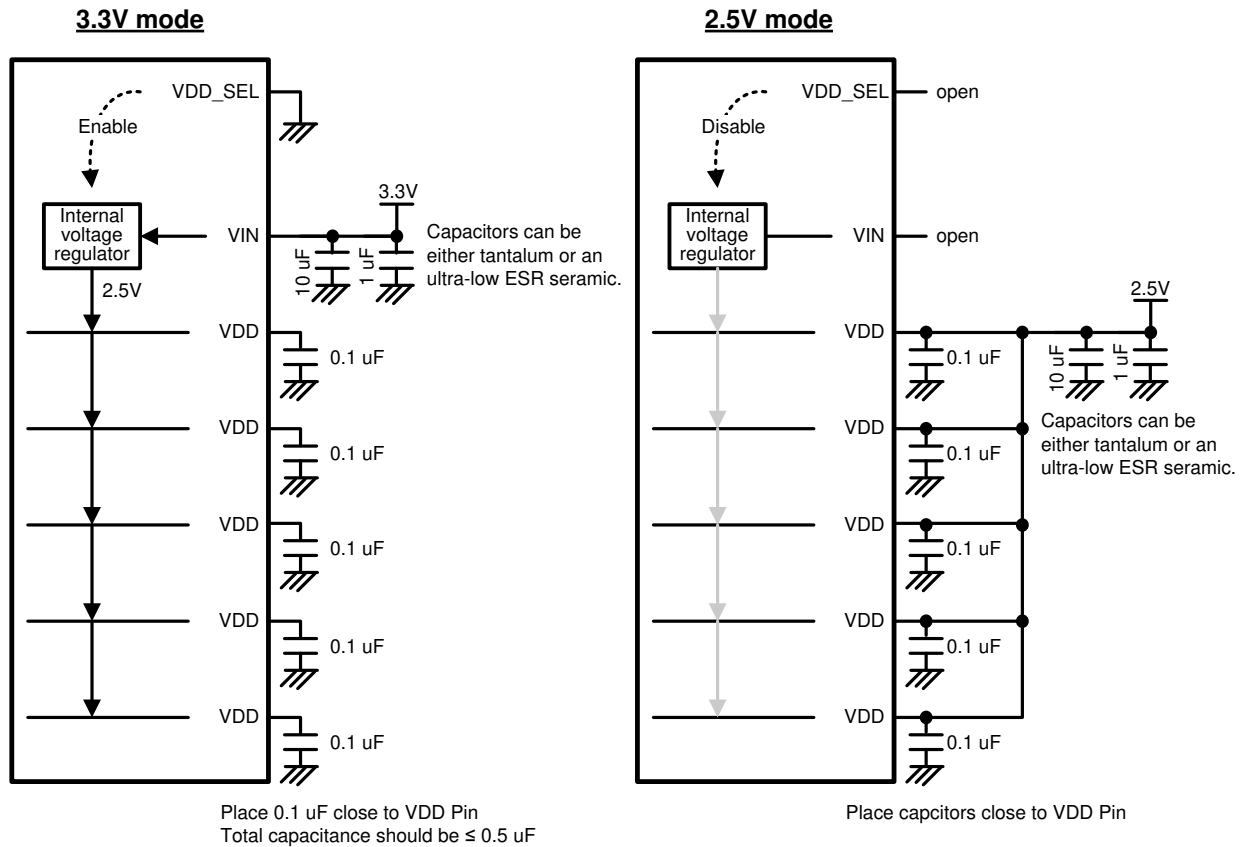 3.3V mode
VDD_SEL
Enable
Internal
voltage
regulator
2.5V
VIN
3.3V
10 uF
1 uF
Capacitors can be
either tantalum or an
ultra-low ESR seramic.
VDD
0.1 uF
VDD
0.1 uF
VDD
0.1 uF
VDD
0.1 uF
VDD
0.1 uF
Place 0.1 uF close to VDD Pin
Total capacitance should be ≤ 0.5 uF
2.5V mode
VDD_SEL
open
Disable
Internal
voltage
regulator
VIN
open
2.5V
VDD
0.1 uF
10 uF
1 uF
Capacitors can be
either tantalum or an
ultra-low ESR seramic.
VDD
0.1 uF
VDD
0.1 uF
VDD
0.1 uF
VDD
0.1 uF
Place capcitors close to VDD Pin